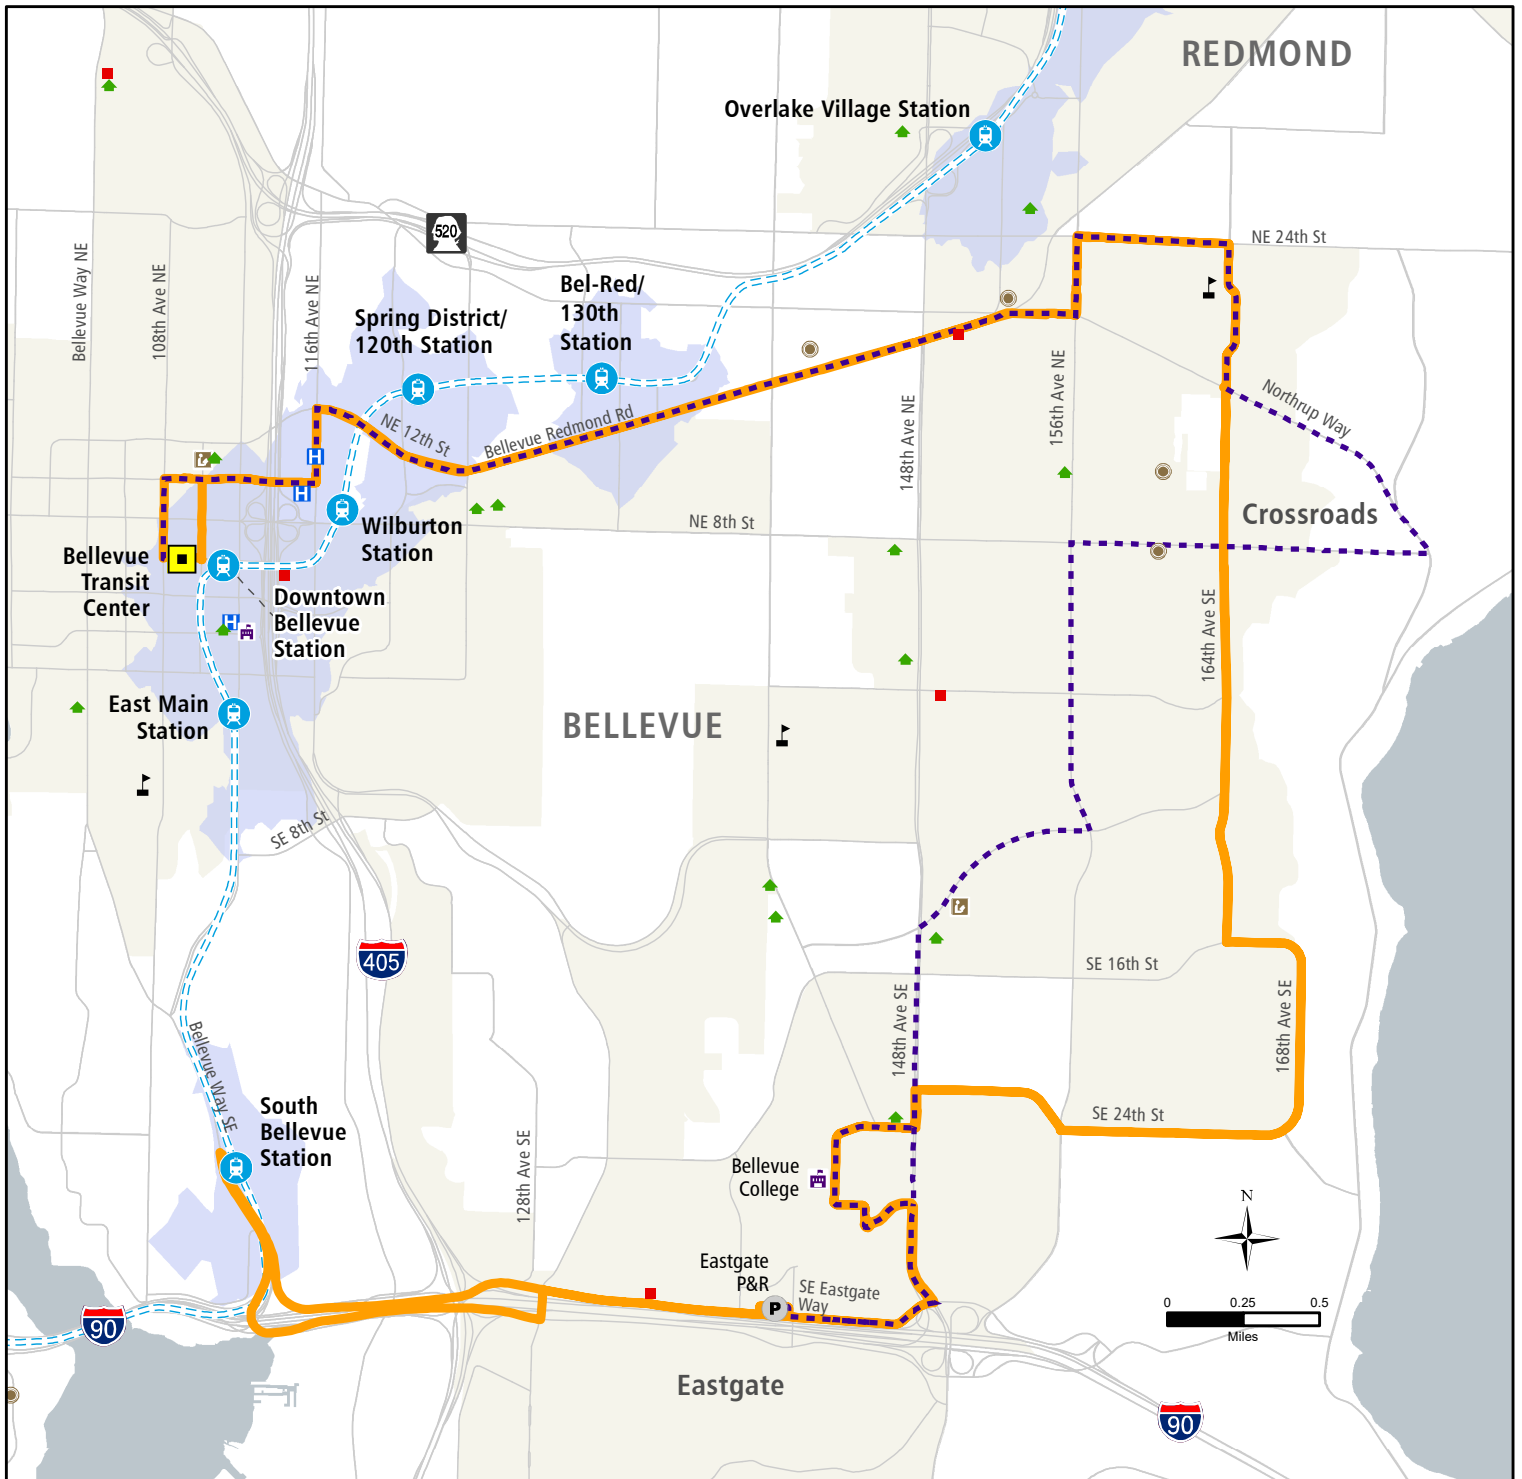 REDMOND
Overlake Village Station
520
NE 24th St
Bellevue Way NE
108th Ave NE
116th Ave NE
Bel-Red/
130th
Station
Spring District/
120th Station
NE 12th St
Bellevue Redmond Rd
148th Ave NE
156th Ave NE
Northrup Way
H
H
Wilburton
Station
NE 8th St
Crossroads
Bellevue
Transit
Center
Downtown
Bellevue
Station
H
164th Ave SE
East Main
Station
BELLEVUE
SE 8th St
405
SE 16th St
148th Ave SE
168th Ave SE
Bellevue Way SE
South
Bellevue
Station
SE 24th St
128th Ave SE
Bellevue
College
N
Eastgate
P&R
P
SE Eastgate
Way
0 0.25 0.5
Miles
90
Eastgate
90